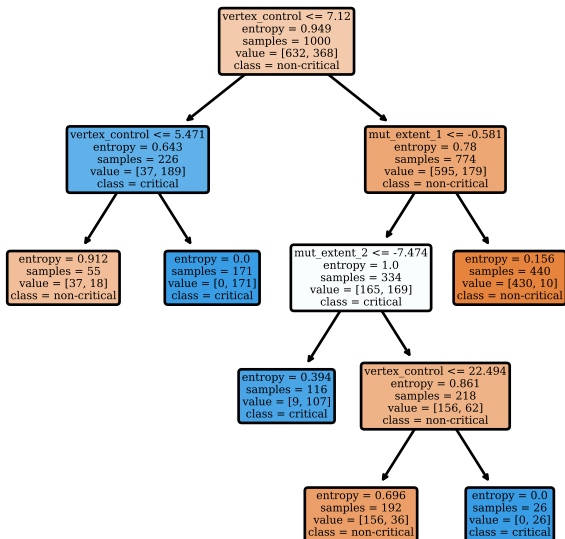 vertex_control <= 7.12
entropy = 0.949
samples = 1000
value = [632, 368]
class = non-critical
vertex_control <= 5.471
entropy = 0.643
samples = 226
value = [37, 189]
class = critical
mut_extent_1 <= -0.581
entropy = 0.78
samples = 774
value = [595, 179]
class = non-critical
entropy = 0.912
samples = 55
value = [37, 18]
class = non-critical
entropy = 0.0
samples = 171
value = [0, 171]
class = critical
mut_extent_2 <= -7.474
entropy = 1.0
samples = 334
value = [165, 169]
class = critical
entropy = 0.156
samples = 440
value = [430, 10]
class = non-critical
entropy = 0.394
samples = 116
value = [9, 107]
class = critical
vertex_control <= 22.494
entropy = 0.861
samples = 218
value = [156, 62]
class = non-critical
entropy = 0.696
samples = 192
value = [156, 36]
class = non-critical
entropy = 0.0
samples = 26
value = [0, 26]
class = critical